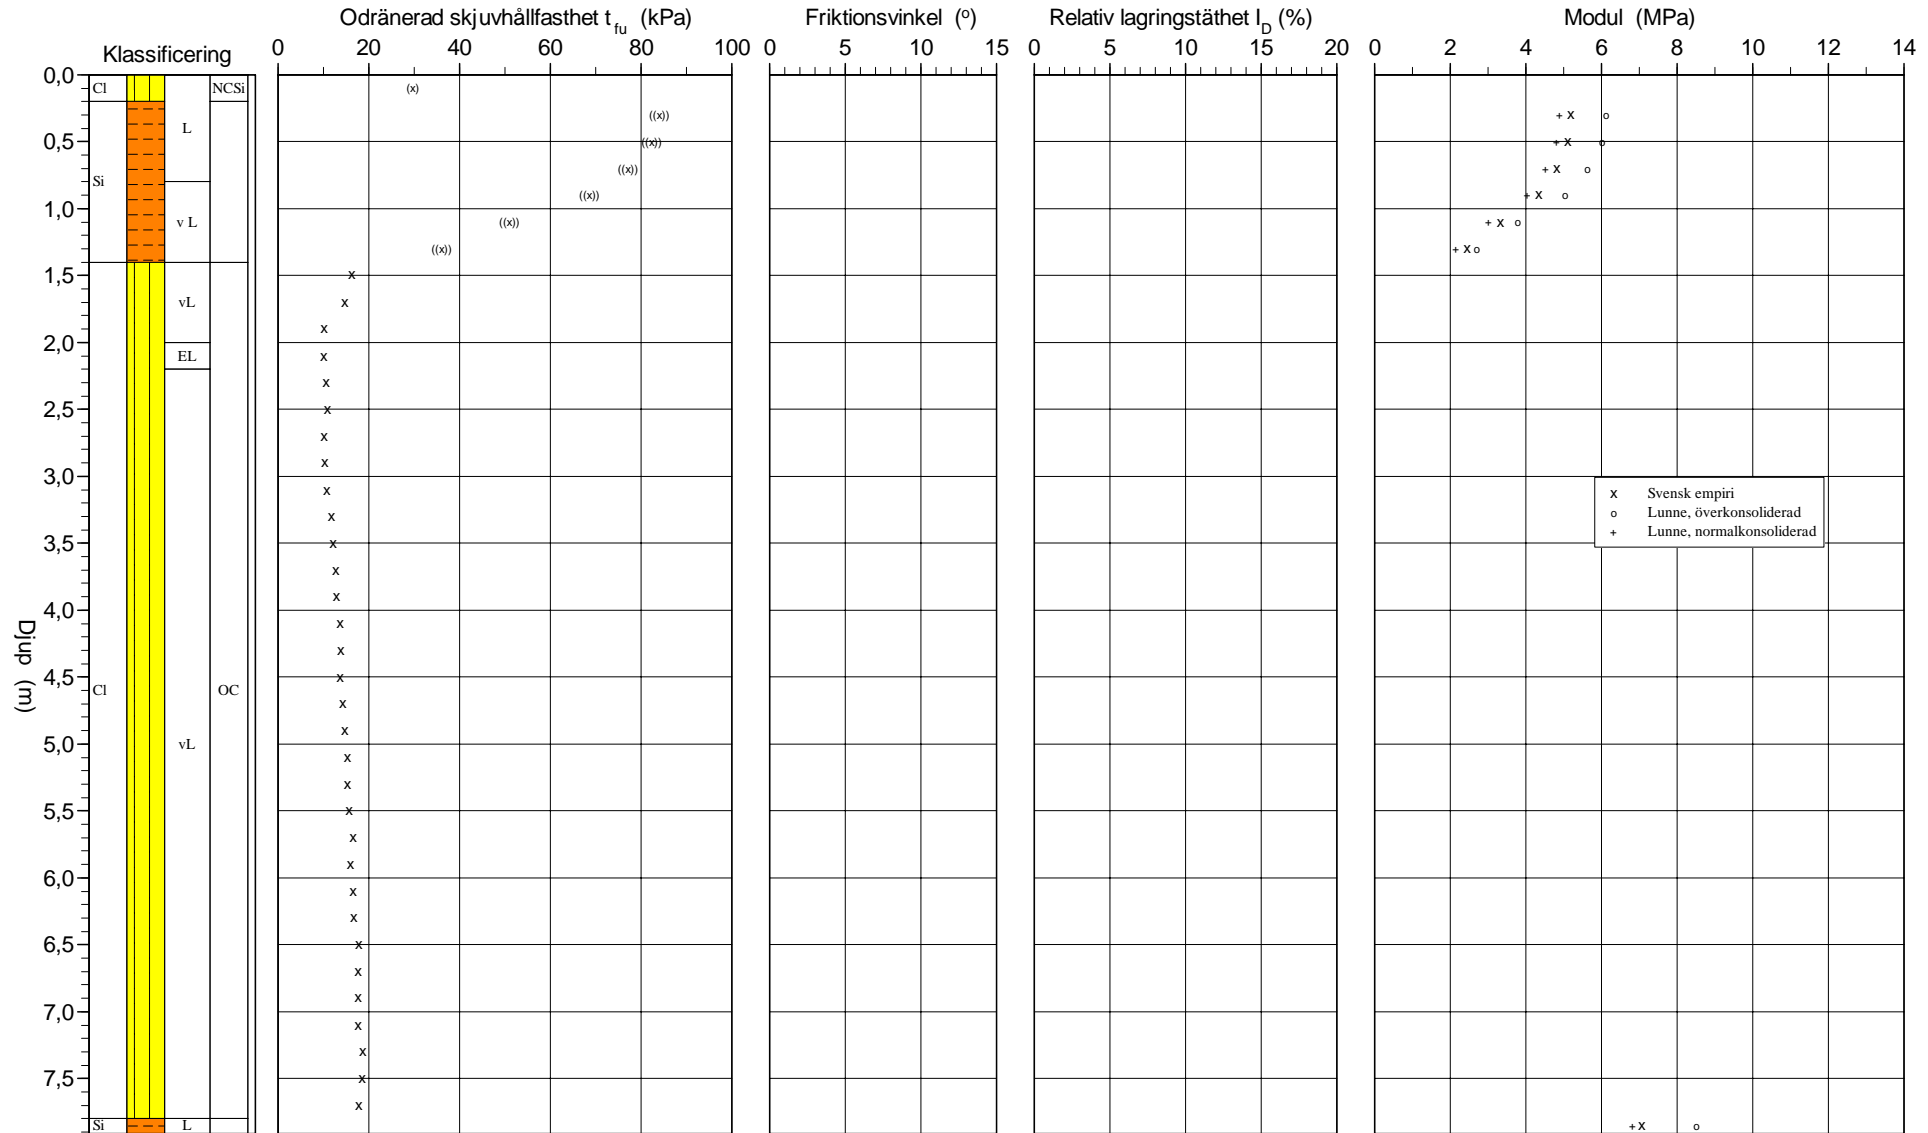 Odränerad skjuvhållfasthet t fu (kPa)
Friktionsvinkel (o)
Relativ lagringstäthet I D (%)
Modul (MPa)
Klassificering
0 20 40 60 80 100
0 5 10 15
0 5 10 15 20
0 2 4 6 8 10 12 14
0,0
0,5
1,0
1,5
2,0
2,5
3,0
3,5
4,0
4,5
5,0
5,5
6,0
6,5
7,0
7,5
Djup (m)
Cl
NCSi
L
Si
v L
vL
EL
Cl
OC
vL
Si
L
x Svensk empiri
o Lunne, överkonsoliderad
+ Lunne, normalkonsoliderad
(x)
((x))
((x))
((x))
((x))
((x))
((x))